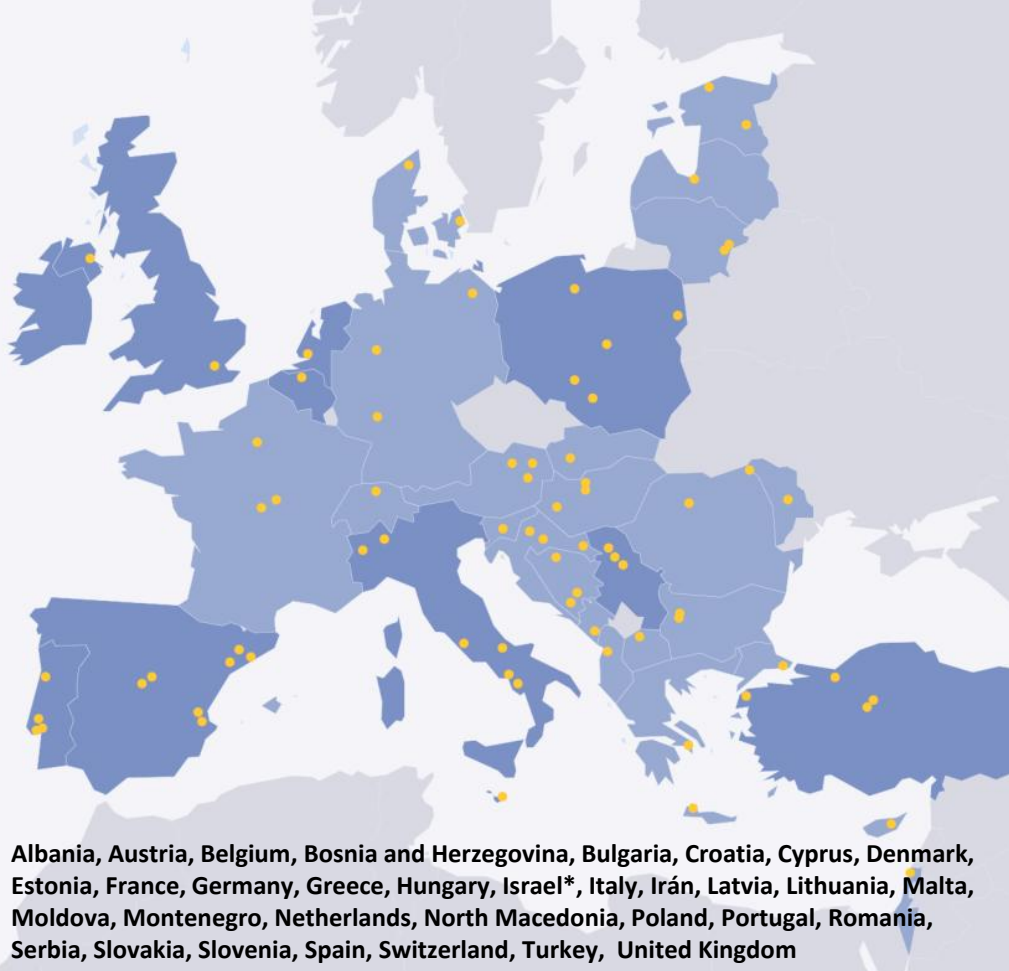 Albania, Austria, Belgium, Bosnia and Herzegovina, Bulgaria, Croatia, Cyprus, Denmark,
Estonia, France, Germany, Greece, Hungary, Israel*, Italy, Irán, Latvia, Lithuania, Malta,
Moldova, Montenegro, Netherlands, North Macedonia, Poland, Portugal, Romania,
Serbia, Slovakia, Slovenia, Spain, Switzerland, Turkey, United Kingdom